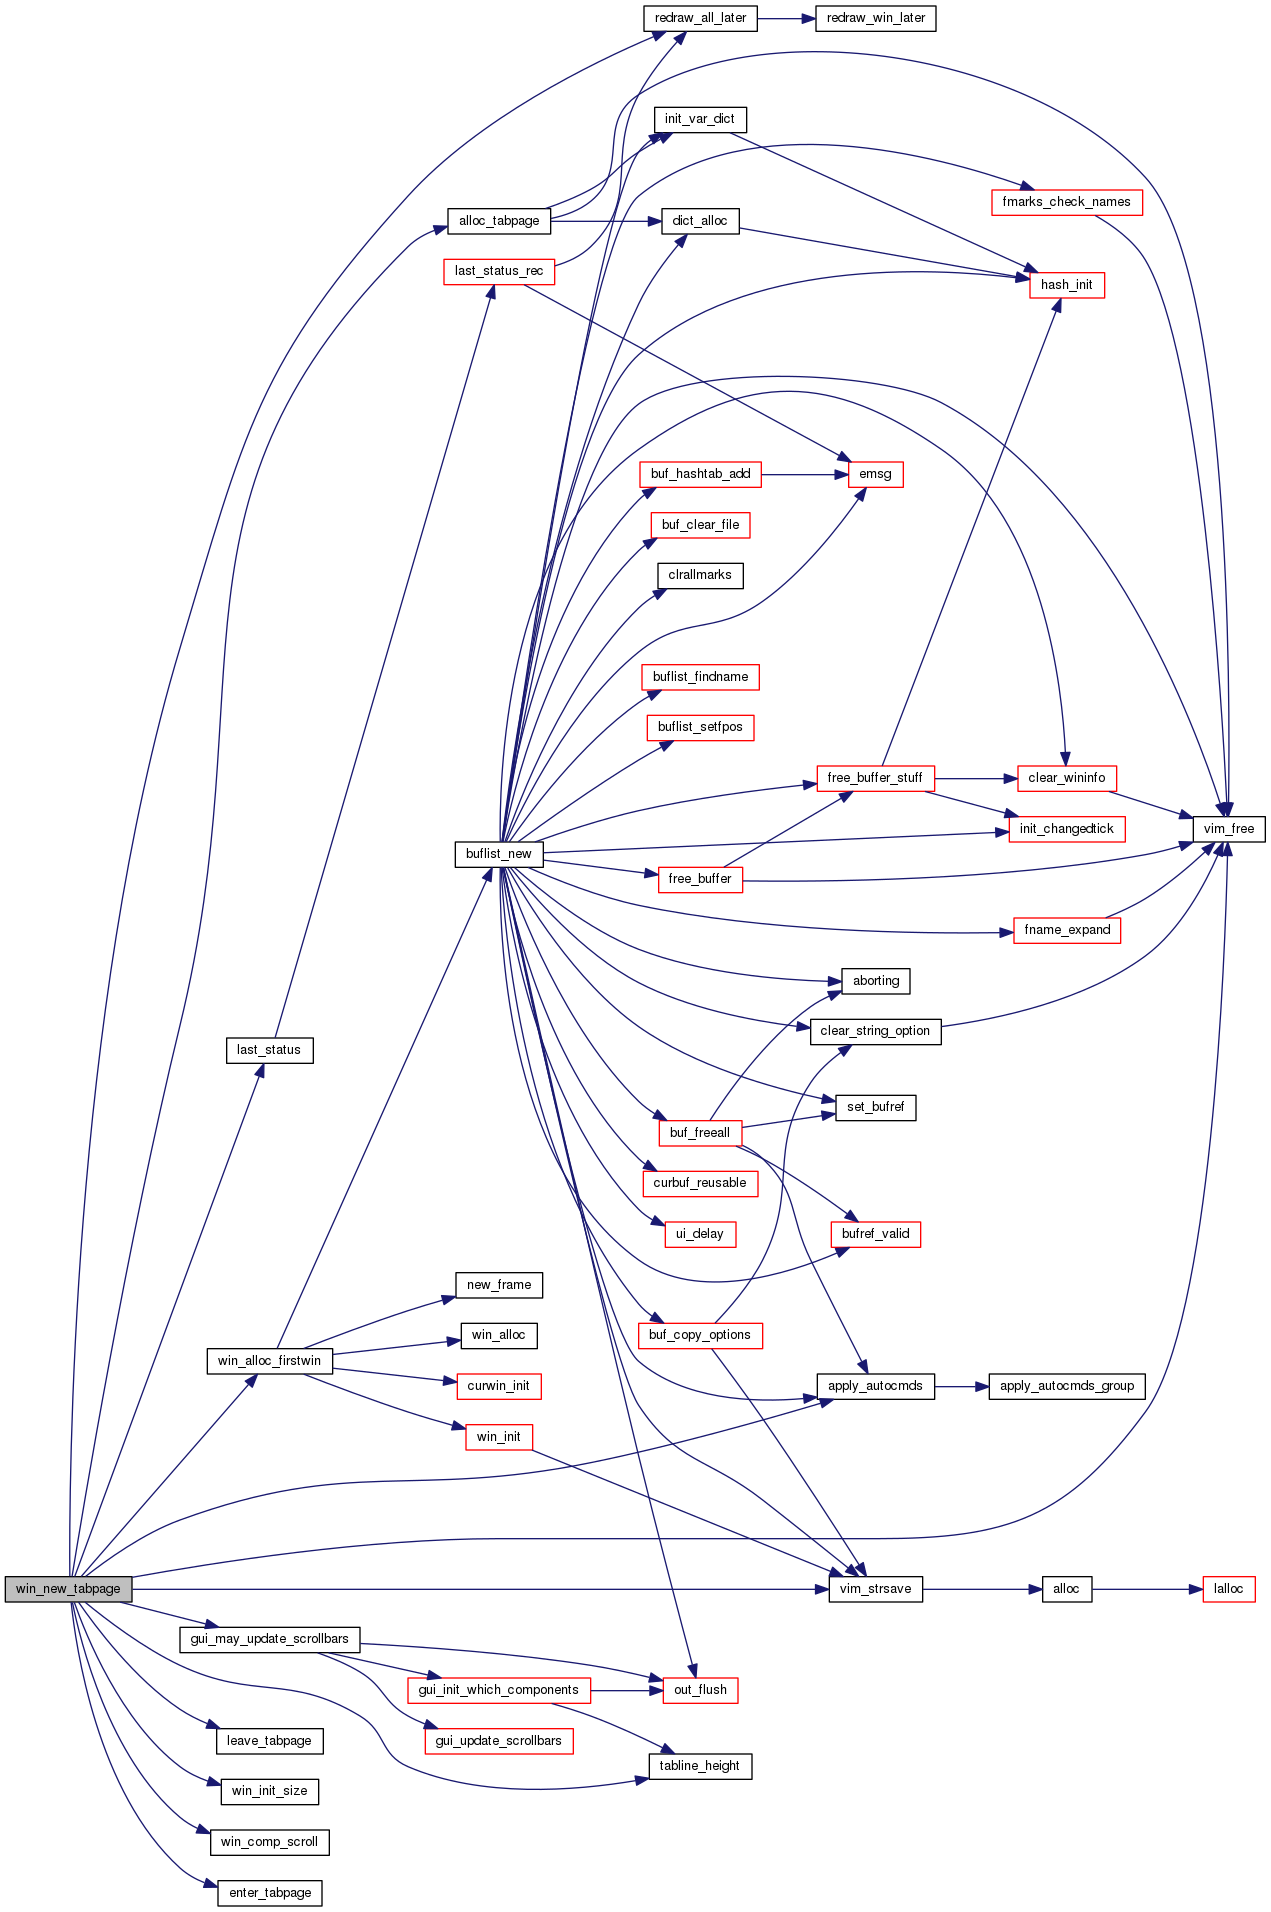 redraw_all_later
redraw_win_later
init_var_dict
fmarks_check_names
alloc_tabpage
dict_alloc
last_status_rec
hash_init
buf_hashtab_add
emsg
buf_clear_file
clrallmarks
buflist_findname
buflist_setfpos
free_buffer_stuff
clear_wininfo
init_changedtick
vim_free
buflist_new
free_buffer
fname_expand
aborting
clear_string_option
last_status
set_bufref
buf_freeall
curbuf_reusable
ui_delay
bufref_valid
new_frame
win_alloc
buf_copy_options
win_alloc_firstwin
curwin_init
apply_autocmds
apply_autocmds_group
win_init
win_new_tabpage
vim_strsave
alloc
lalloc
gui_may_update_scrollbars
gui_init_which_components
out_flush
leave_tabpage
gui_update_scrollbars
tabline_height
win_init_size
win_comp_scroll
enter_tabpage